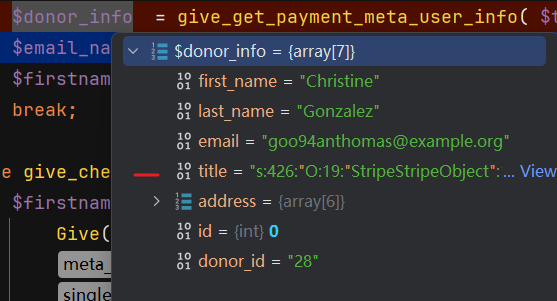 $donor_info = give_get_payment_meta_user_info( $t
$email_na
$firstnam
break;
e give_che
$firstnam
Give(
meta_
single
$donor_info = {array[7]}
first_name = "Christine"
last_name = "Gonzalez"
email = "goo94anthomas@example.org"
title = "s:426:"O:19:"StripeStripeObject": ... View
address = {array[6]}
id = {int} 0
donor_id = "28"